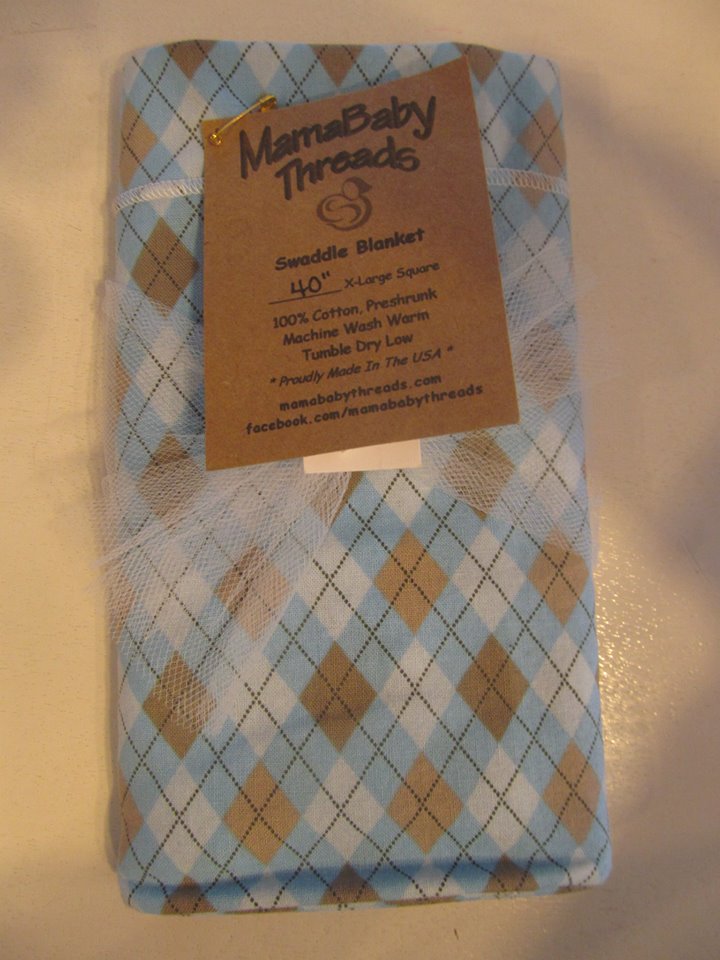 MamaBaby
Threads
Swaddle Blanket
40" X-Large Square
100% Cotton, Preshrunk
Machine Wash Warm
Tumble Dry Low
* Proudly Made In The USA *
mamababythreads.com
facebook.com/mamababythreads